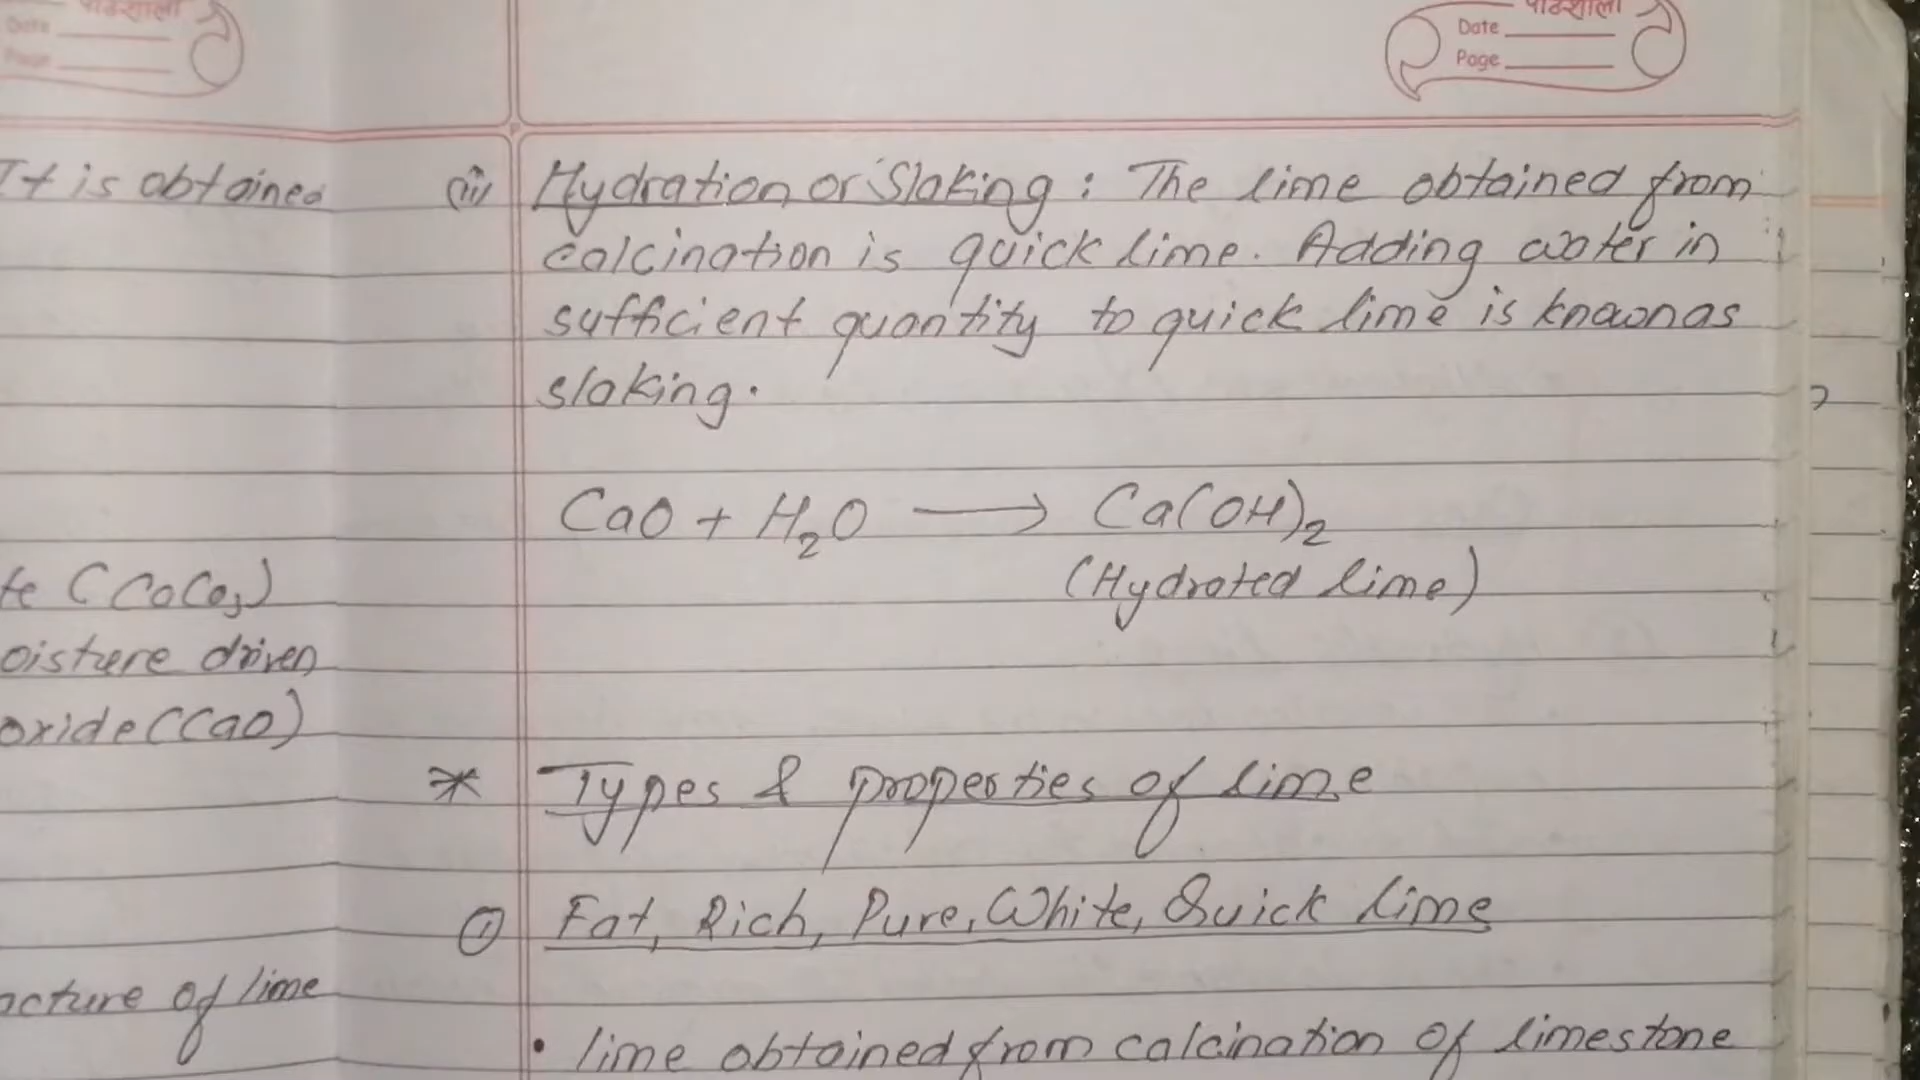 पाठशाला
Date
Page
It is obtained
te (CaCo3)
oisture driven
oxide (CaO)
acture of lime
पाठशाला
Date
Page
(iii) Hydration or Slaking : The lime obtained from
calcination is quick lime. Adding water in
sufficient quantity to quick lime is known as
slaking.
CaO + H2O → Ca(OH)2
(Hydrated lime)
* Types & properties of lime
① Fat, Rich, Pure, White, Quick lime
• lime obtained from calcination of limestone